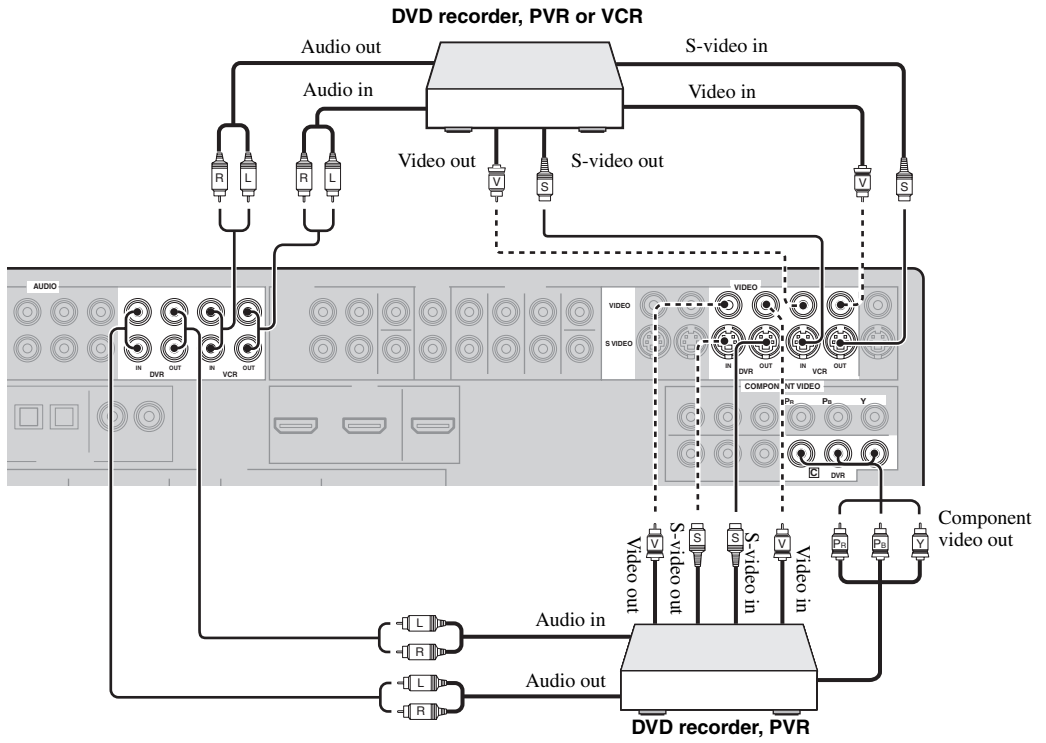 DVD recorder, PVR or VCR
Audio out
S-video in
Audio in
Video in
Video out
S-video out
R L R L
V S V S
AUDIO
VIDEO
VIDEO
S VIDEO
IN OUT IN OUT
DVR VCR
IN OUT IN OUT
DVR VCR
COMPONENT VIDEO
PR PB Y
C DVR
V S S V
PR PB Y
Component
video out
Video out
S-video out
S-video in
Video in
L
Audio in
R
L
Audio out
R
DVD recorder, PVR